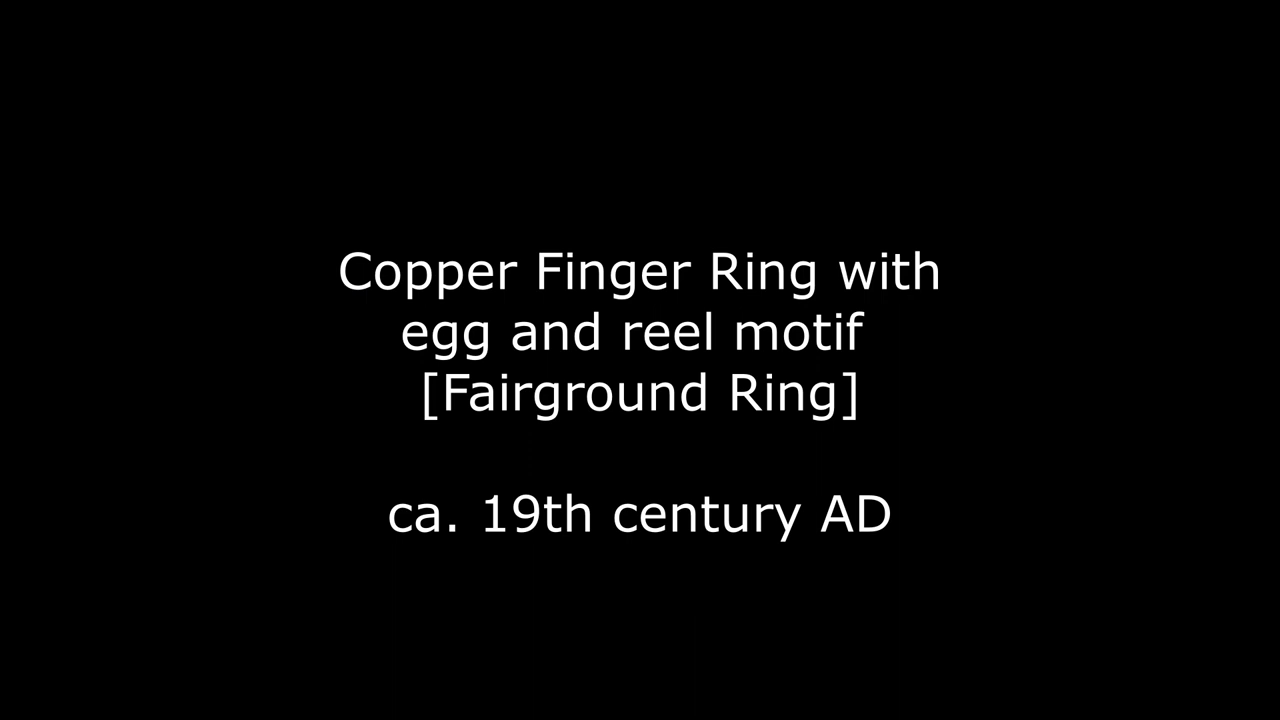 Copper Finger Ring with
egg and reel motif
[Fairground Ring]
ca. 19th century AD